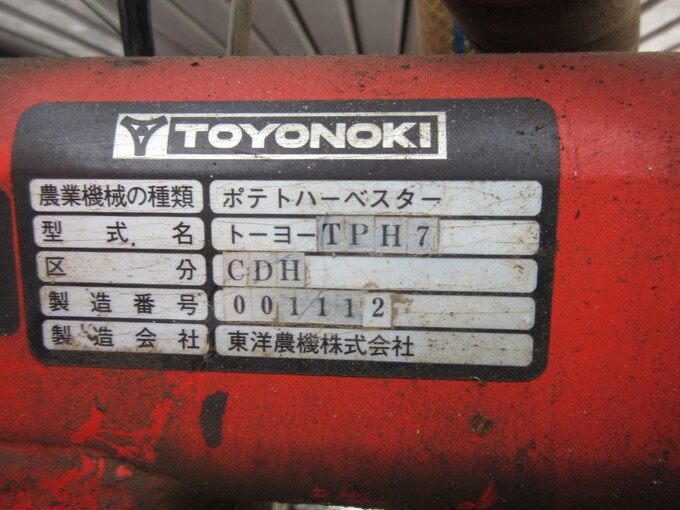 TOYONOKI
農業機械の種類 ポテトハーベスター
型式名 トーヨーTPH7
区分 CDH
製造番号 001112
製造会社 東洋農機株式会社